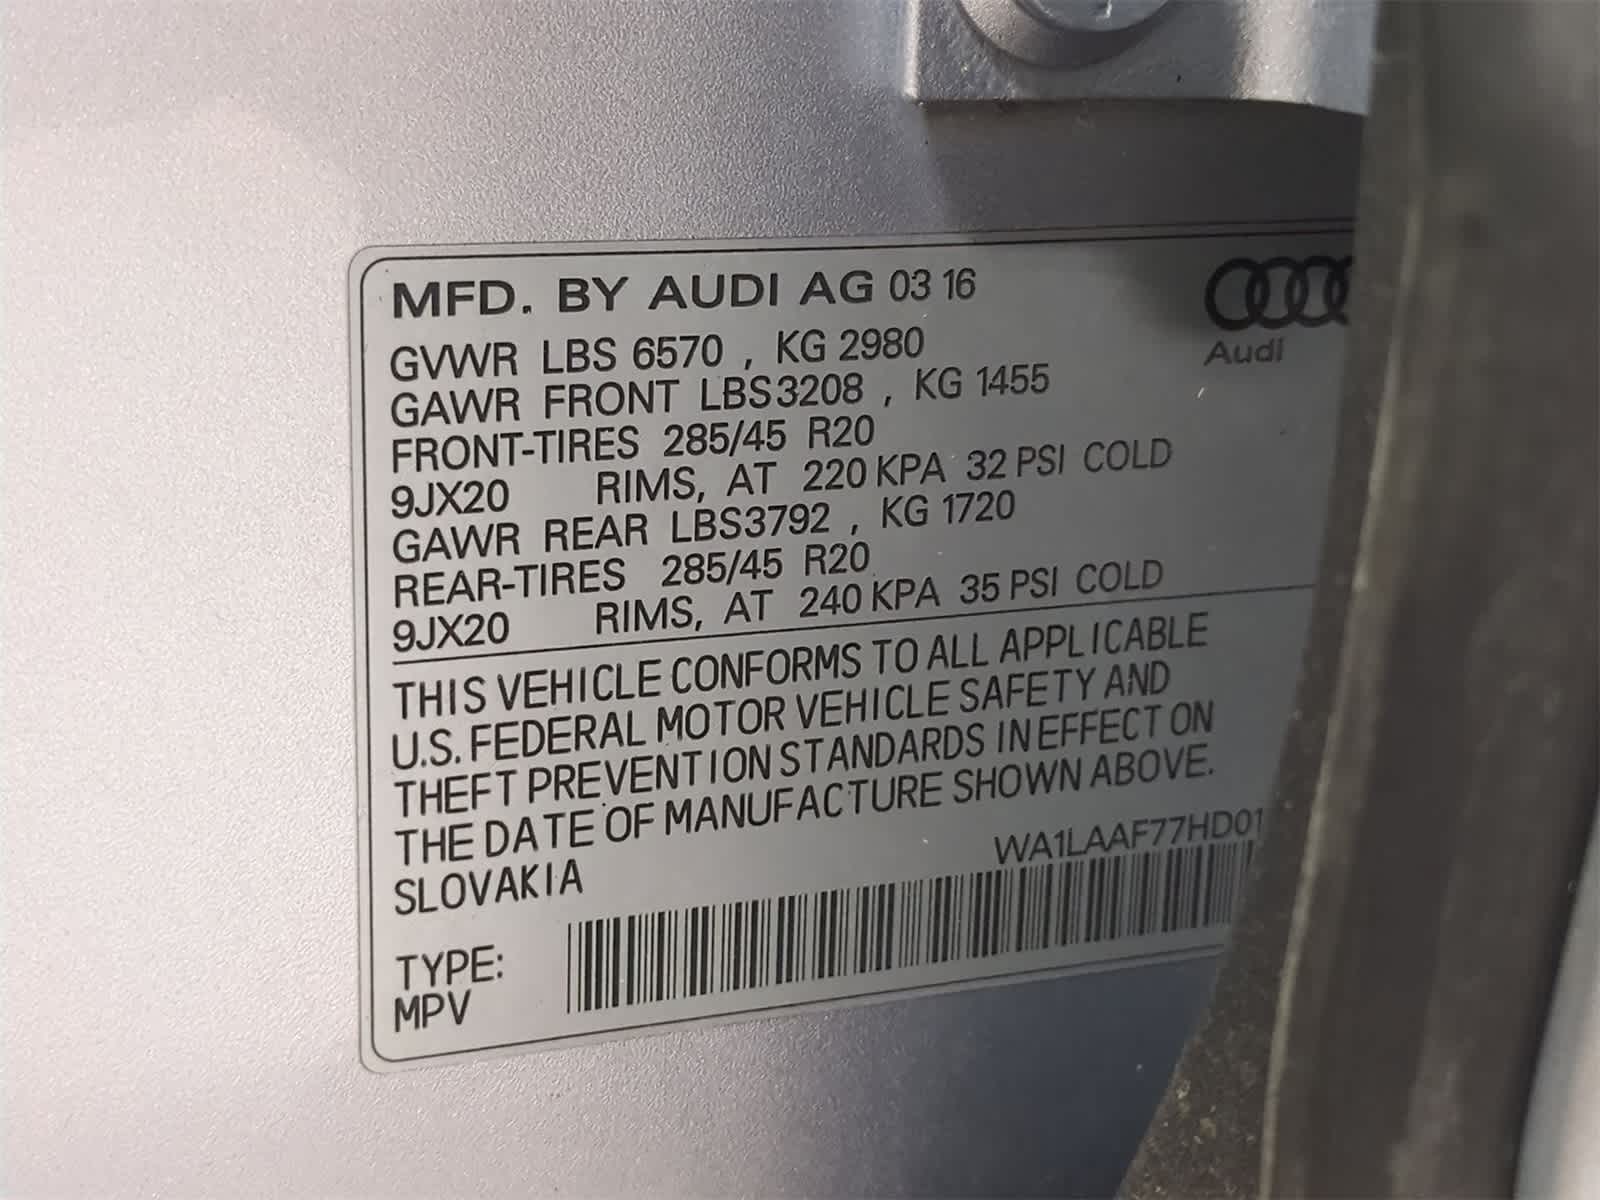 MFD. BY AUDI AG 03 16
Audi
GVWR LBS 6570 , KG 2980
GAWR FRONT LBS3208 , KG 1455
FRONT-TIRES 285/45 R20
9JX20 RIMS, AT 220 KPA 32 PSI COLD
GAWR REAR LBS3792 , KG 1720
REAR-TIRES 285/45 R20
9JX20 RIMS, AT 240 KPA 35 PSI COLD
THIS VEHICLE CONFORMS TO ALL APPLICABLE
U.S. FEDERAL MOTOR VEHICLE SAFETY AND
THEFT PREVENTION STANDARDS IN EFFECT ON
THE DATE OF MANUFACTURE SHOWN ABOVE.
SLOVAKIA
WA1LAAF77HD01
TYPE:
MPV